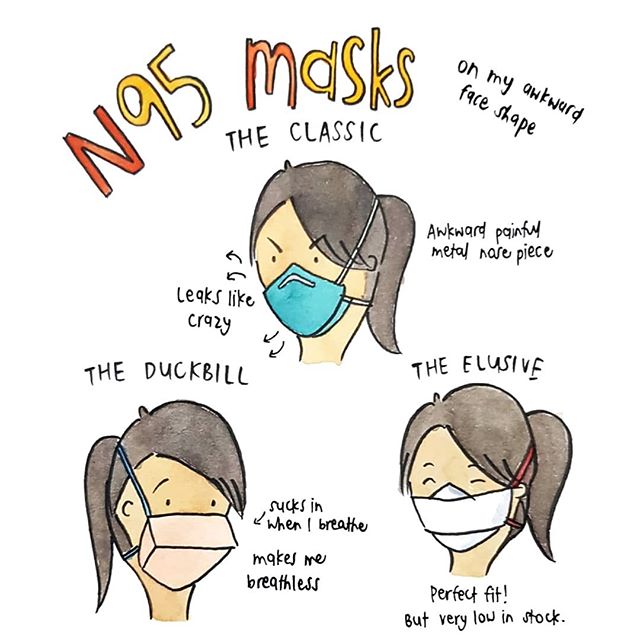 N95 masks
on my awkward
face shape
THE CLASSIC
Awkward painful
metal nose piece
Leaks like
crazy
THE DUCKBILL
THE ELUSIVE
sucks in
when I breathe
makes me
breathless
Perfect fit!
But very low in stock.